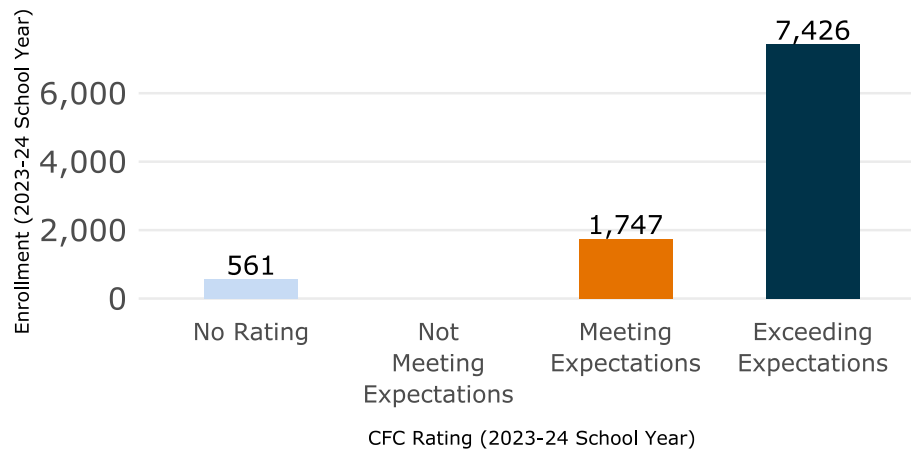 Enrollment (2023-24 School Year)
6,000
4,000
2,000
0
561
1,747
7,426
No Rating
Not
Meeting
Expectations
Meeting
Expectations
Exceeding
Expectations
CFC Rating (2023-24 School Year)